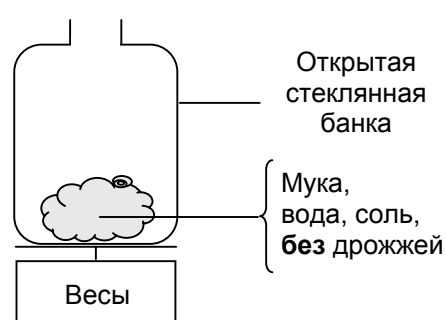 Открытая
стеклянная
банка
Мука,
вода, соль,
без дрожжей
Весы